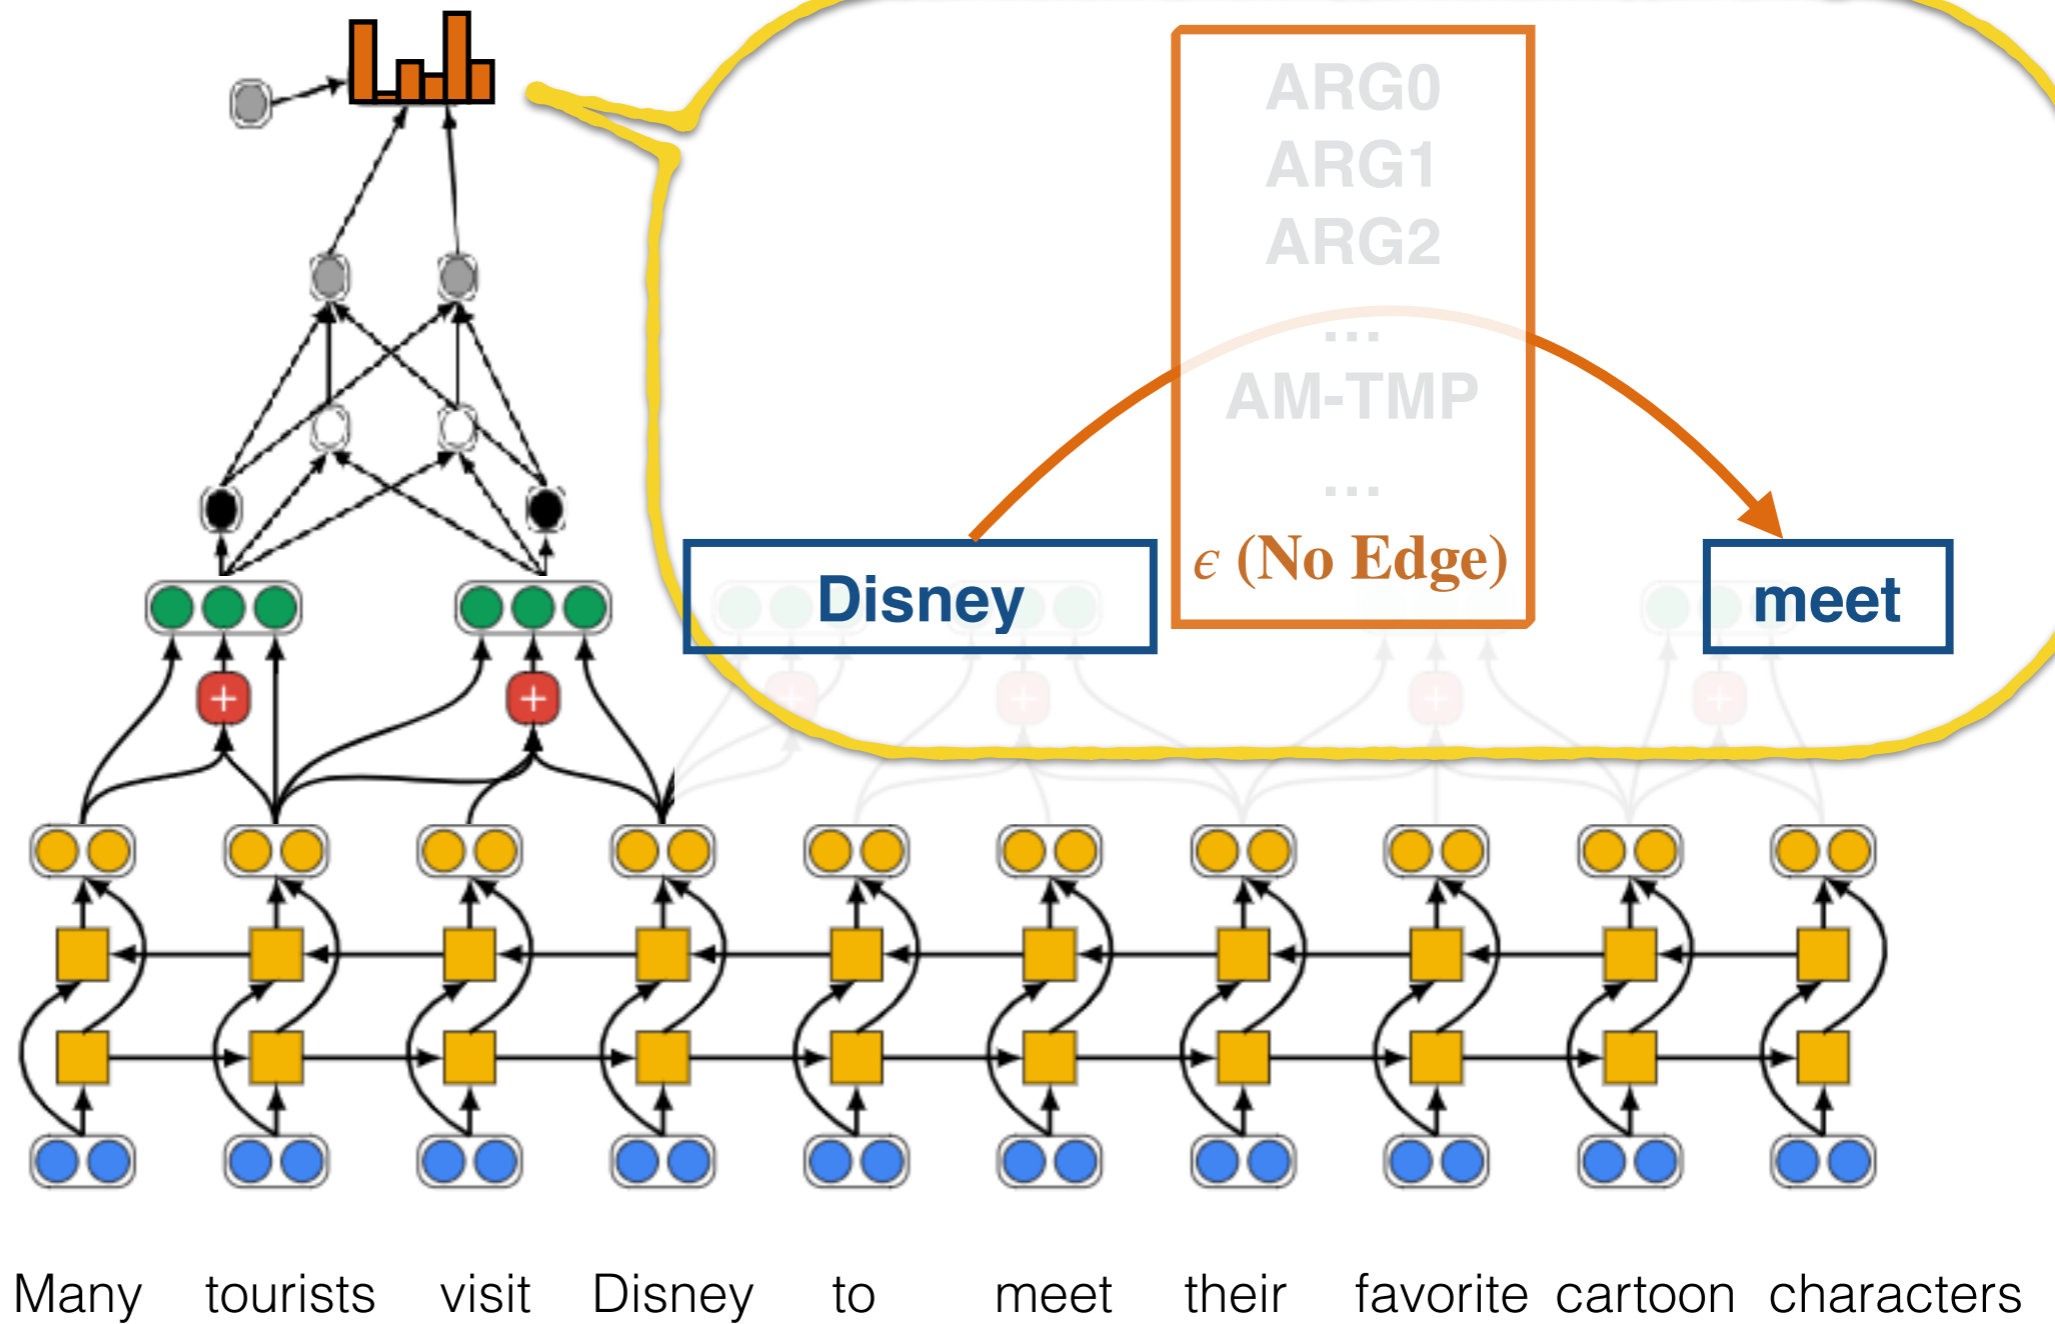 ARG0
ARG1
ARG2
...
AM-TMP
...
ϵ (No Edge)
Disney
meet
+ + + + + +
Many tourists visit Disney to meet their favorite cartoon characters